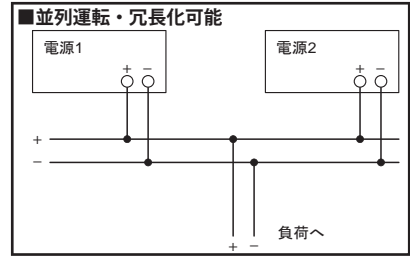 ■並列運転・冗長化可能
電源1
電源2
+ −
+ −
+
−
負荷へ
+ −